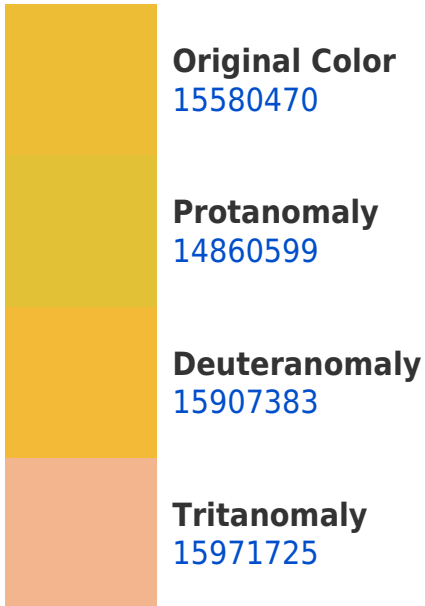 Original Color
15580470
Protanomaly
14860599
Deuteranomaly
15907383
Tritanomaly
15971725